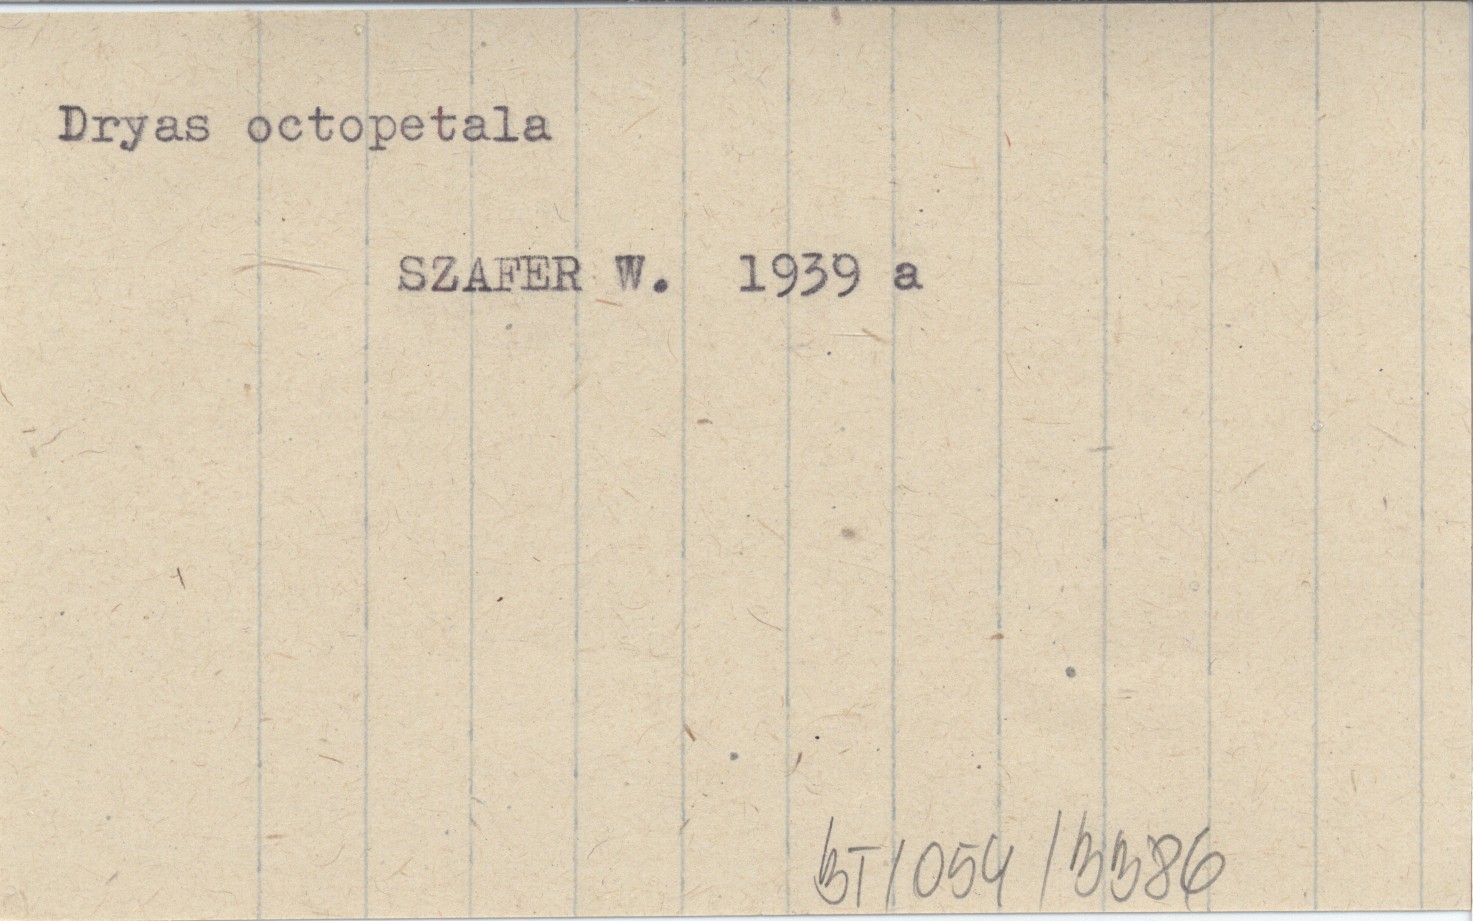 Dryas octopetala
SZAFER W. 1939 a
BT/054/3386